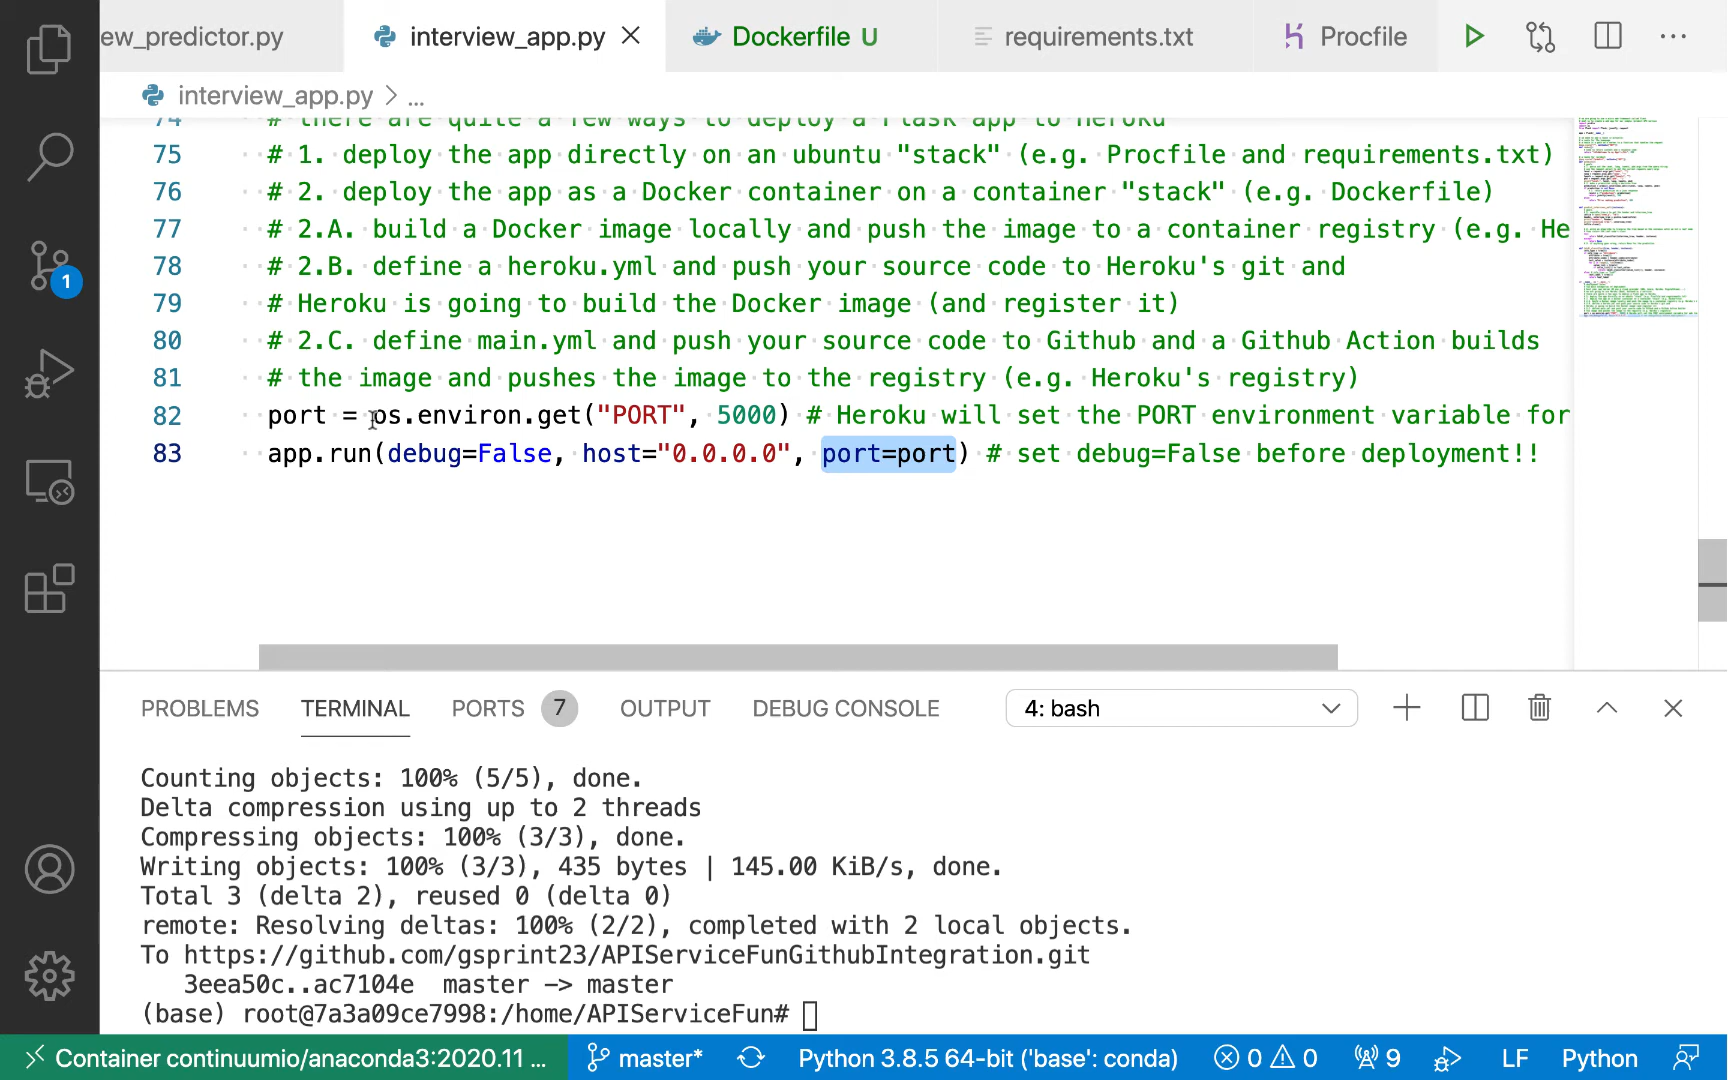 ew_predictor.py
interview_app.py
Dockerfile U
requirements.txt
Procfile
interview_app.py > ...
74 # there are quite a few ways to deploy a Flask app to Heroku
75 # 1. deploy the app directly on an ubuntu "stack" (e.g. Procfile and requirements.txt)
76 # 2. deploy the app as a Docker container on a container "stack" (e.g. Dockerfile)
77 # 2.A. build a Docker image locally and push the image to a container registry (e.g. He
78 # 2.B. define a heroku.yml and push your source code to Heroku's git and
79 # Heroku is going to build the Docker image (and register it)
80 # 2.C. define main.yml and push your source code to Github and a Github Action builds
81 # the image and pushes the image to the registry (e.g. Heroku's registry)
82 port = os.environ.get("PORT", 5000) # Heroku will set the PORT environment variable for
83 app.run(debug=False, host="0.0.0.0", port=port) # set debug=False before deployment!!
1
PROBLEMS TERMINAL PORTS 7 OUTPUT DEBUG CONSOLE 4: bash
Counting objects: 100% (5/5), done.
Delta compression using up to 2 threads
Compressing objects: 100% (3/3), done.
Writing objects: 100% (3/3), 435 bytes | 145.00 KiB/s, done.
Total 3 (delta 2), reused 0 (delta 0)
remote: Resolving deltas: 100% (2/2), completed with 2 local objects.
To https://github.com/gsprint23/APIServiceFunGithubIntegration.git
3eea50c..ac7104e master -> master
(base) root@7a3a09ce7998:/home/APIServiceFun#
Container continuumio/anaconda3:2020.11 ... master* Python 3.8.5 64-bit ('base': conda) 0 0 9 LF Python